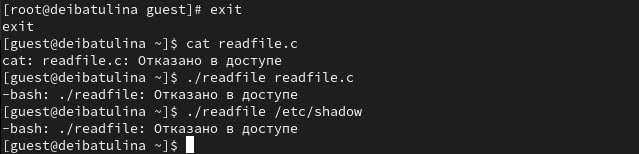 [root@deibatulina guest]# exit
exit
[guest@deibatulina ~]$ cat readfile.c
cat: readfile.c: Отказано в доступе
[guest@deibatulina ~]$ ./readfile readfile.c
-bash: ./readfile: Отказано в доступе
[guest@deibatulina ~]$ ./readfile /etc/shadow
-bash: ./readfile: Отказано в доступе
[guest@deibatulina ~]$